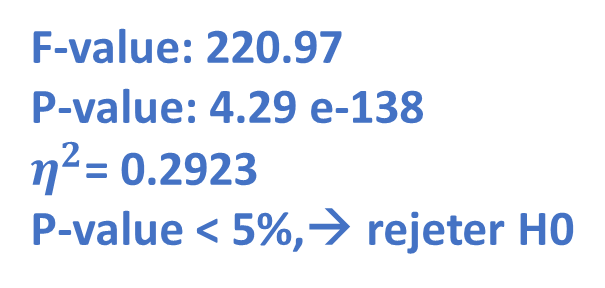 F-value: 220.97
P-value: 4.29 e-138
η²= 0.2923
P-value < 5%,→ rejeter H0